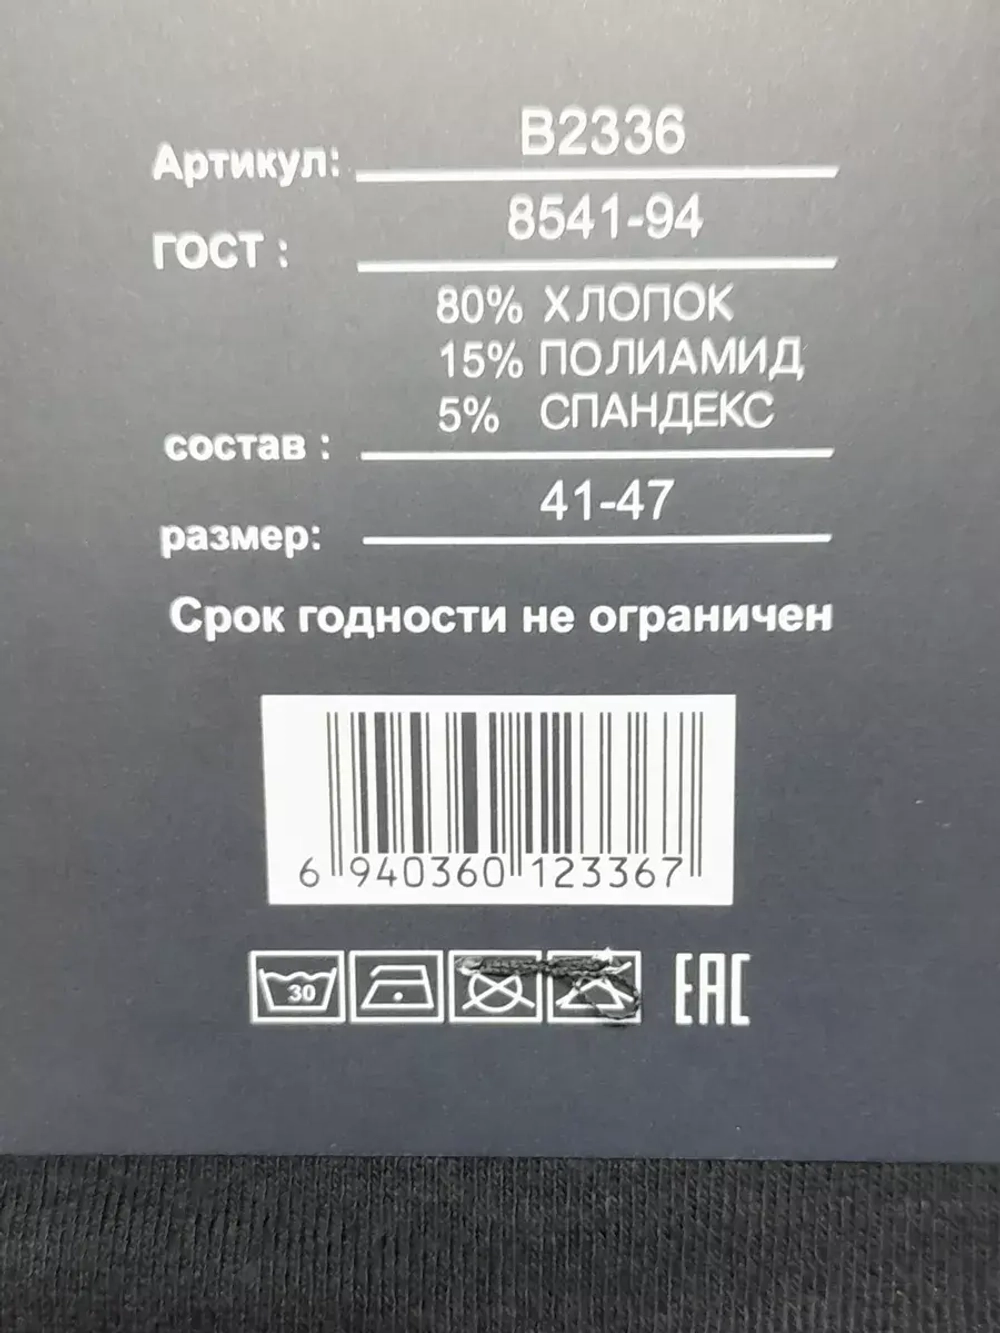 Артикул: B2336
ГОСТ : 8541-94
80% ХЛОПОК
15% ПОЛИАМИД
5% СПАНДЕКС
состав :
размер: 41-47
Срок годности не ограничен
6 940360 123367
30
EAC